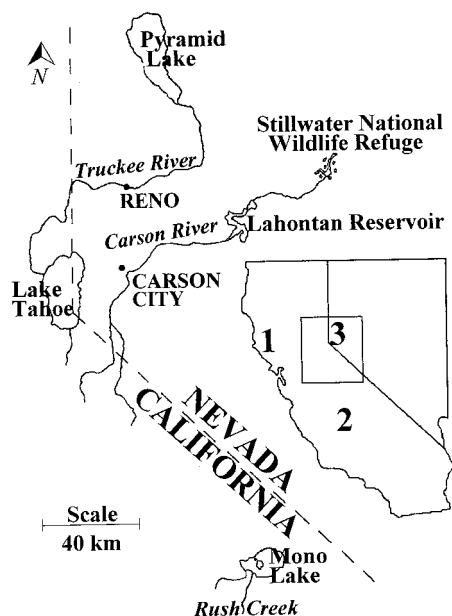 Pyramid
Lake
N
Stillwater National
Wildlife Refuge
Truckee River
RENO
Carson River
Lahontan Reservoir
CARSON
CITY
Lake
Tahoe
1
3
2
NEVADA
CALIFORNIA
Scale
40 km
Mono
Lake
Rush Creek